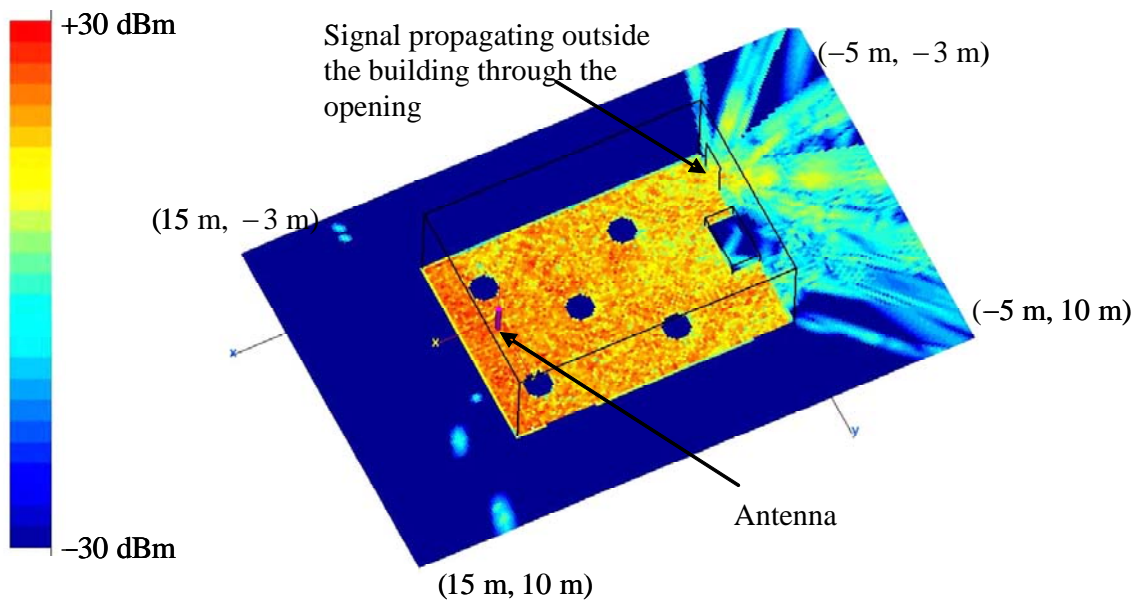 +30 dBm
Signal propagating outside
the building through the
opening
(−5 m, −3 m)
(15 m, −3 m)
x
x
(−5 m, 10 m)
y
Antenna
−30 dBm
(15 m, 10 m)